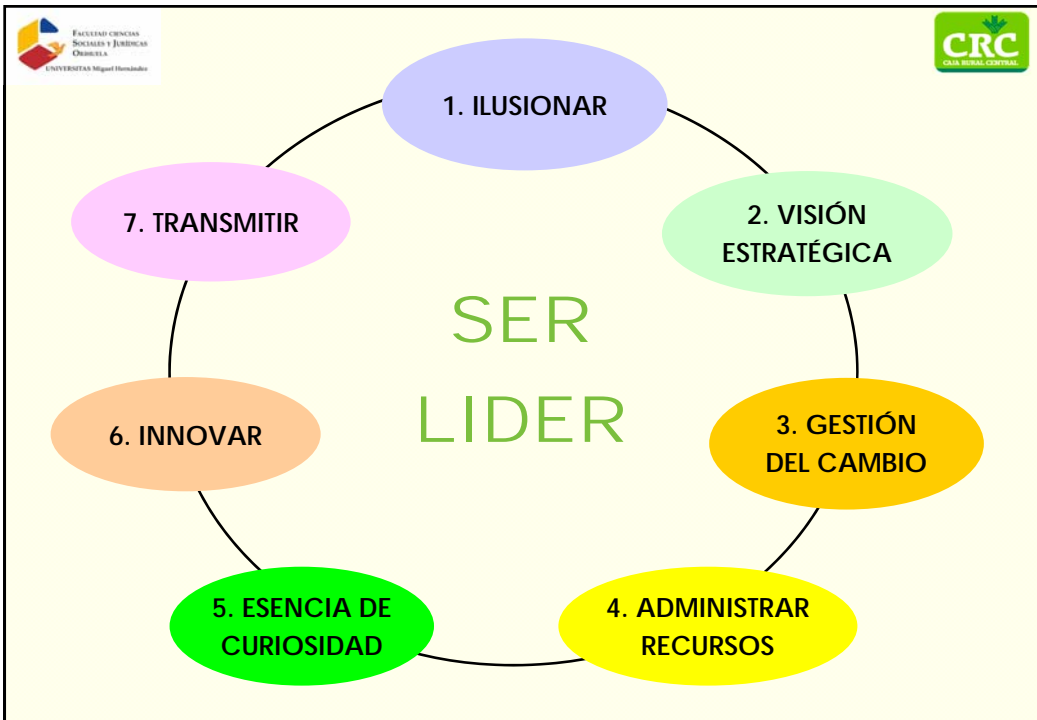 FACULTAD CIENCIAS
SOCIALES Y JURÍDICAS
ORIHUELA
UNIVERSITAS Miguel Hernández
CRC
CAJA RURAL CENTRAL
1. ILUSIONAR
2. VISIÓN
ESTRATÉGICA
3. GESTIÓN
DEL CAMBIO
4. ADMINISTRAR
RECURSOS
5. ESENCIA DE
CURIOSIDAD
6. INNOVAR
7. TRANSMITIR
SER
LIDER